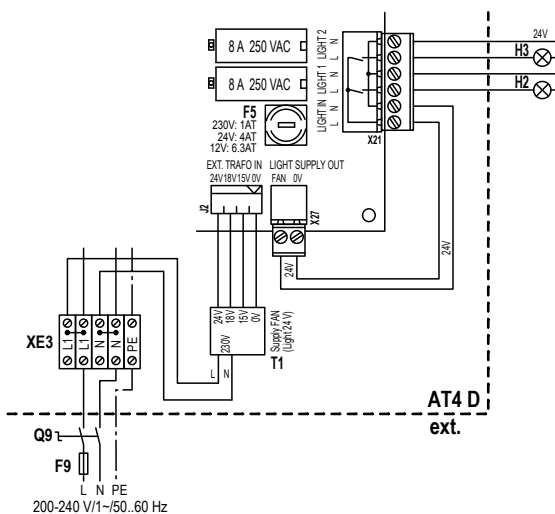 8 A 250 VAC
8 A 250 VAC
LIGHT 2
N
L
LIGHT 1
N
L
LIGHT IN
N
L
X21
24V
H3
H2
F5
230V: 1AT
24V: 4AT
12V: 6.3AT
EXT. TRAFO IN
24V 18V 15V 0V
J2
LIGHT SUPPLY OUT
FAN 0V
X27
24V
24V
24V
18V
15V
0V
230V
L N
Supply FAN
(Light 24 V)
T1
XE3
L1
L1
N
N
PE
AT4 D
ext.
Q9
F9
L N PE
200-240 V/1~/50..60 Hz